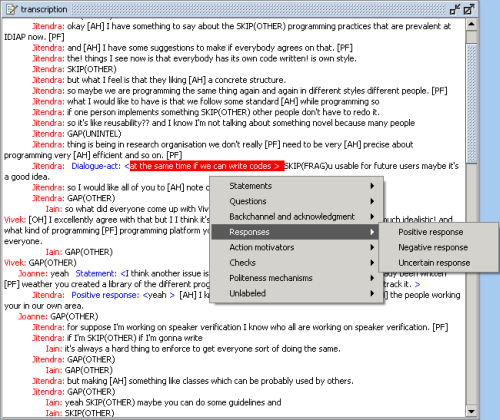 transcription
Jitendra: okay [AH] I have something to say about the SKIP(OTHER) programming practices that are prevalent at
IDIAP now. [PF]
Jitendra: and [AH] I have some suggestions to make if everybody agrees on that. [PF]
Jitendra: the! things I see now is that everybody has its own code written! is own style.
Jitendra: SKIP(OTHER)
Jitendra: but what I feel is that they liking [AH] a concrete structure.
Jitendra: so maybe we are programming the same thing again and again in different styles different people. [PF]
Jitendra: what I would like to have is that we follow some standard [AH] while programming so
Jitendra: if one person implements something SKIP(OTHER) other people don't have to redo it.
Jitendra: so it's like reusability?? and I know I'm not talking about something novel because many people
Jitendra: GAP(UNINTEL)
Jitendra: thing is being in research organisation we don't really [PF] need to be very [AH] precise about
programming very [AH] efficient and so on. [PF]
Jitendra: Dialogue-act: <at the same time if we can write codes > SKIP(FRAG)u usable for future users maybe it's
a good idea.
Jitendra: so I would like all of you to [AH] note
Jitendra: GAP(OTHER)
Iain: so what did everyone come up with Viv
Vivek: [OH] I excellently agree with that but I I think it's much idealistic! and
what kind of programming [PF] programming platform yo
everyone.
Iain: GAP(OTHER)
Vivek: GAP(OTHER)
Joanne: yeah Statement: <I think another issue is been written
[PF] weather you created a library of the different prog track it. >
Jitendra: Positive response: <yeah > [AH] I k the people working
your in our own area.
Joanne: GAP(OTHER)
Jitendra: for suppose I'm working on speaker verification I know who all are working on speaker verification. [PF]
Jitendra: if I'm SKIP(OTHER) if I'm gonna write
Iain: it's always a hard thing to enforce to get everyone sort of doing the same.
Jitendra: GAP(OTHER)
Iain: GAP(OTHER)
Jitendra: but making [AH] something like classes which can be probably used by others.
Jitendra: GAP(OTHER)
Iain: yeah SKIP(OTHER) maybe you can do some guidelines and
Iain: SKIP(OTHER)
Statements
Questions
Backchannel and acknowledgment
Responses
Action motivators
Checks
Politeness mechanisms
Unlabeled
Positive response
Negative response
Uncertain response